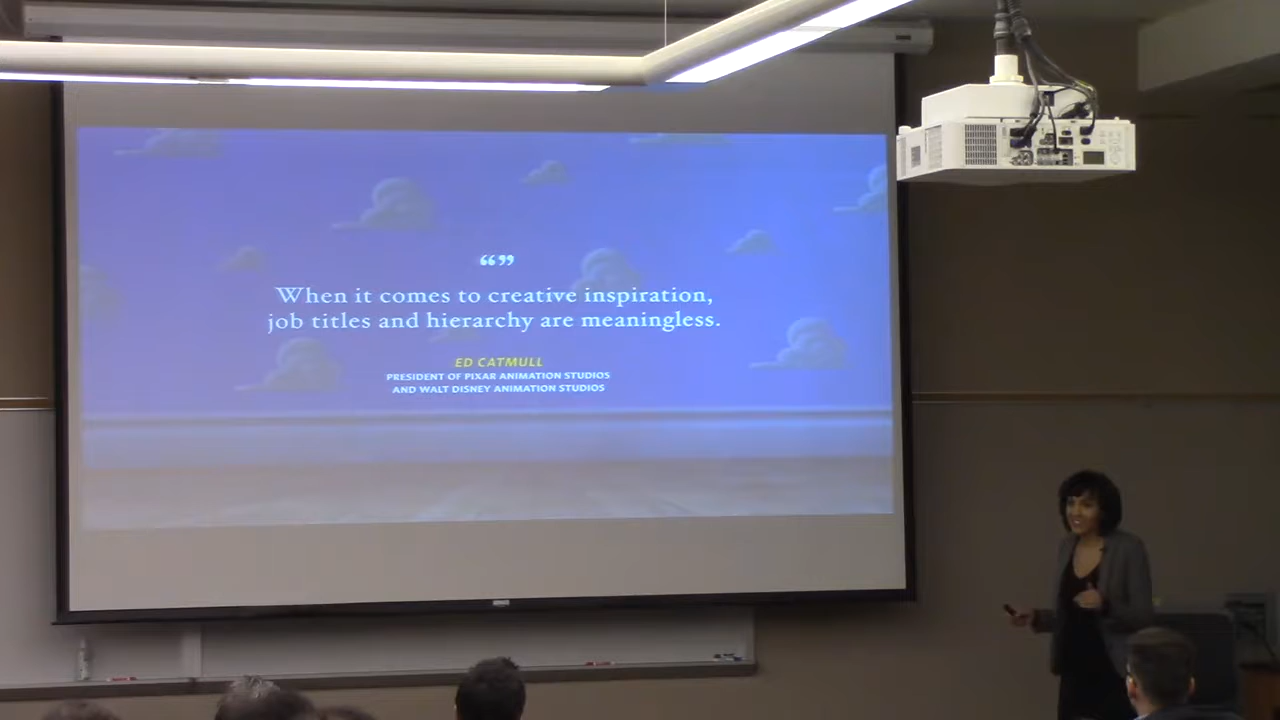 “”
When it comes to creative inspiration,
job titles and hierarchy are meaningless.
ED CATMULL
PRESIDENT OF PIXAR ANIMATION STUDIOS
AND WALT DISNEY ANIMATION STUDIOS